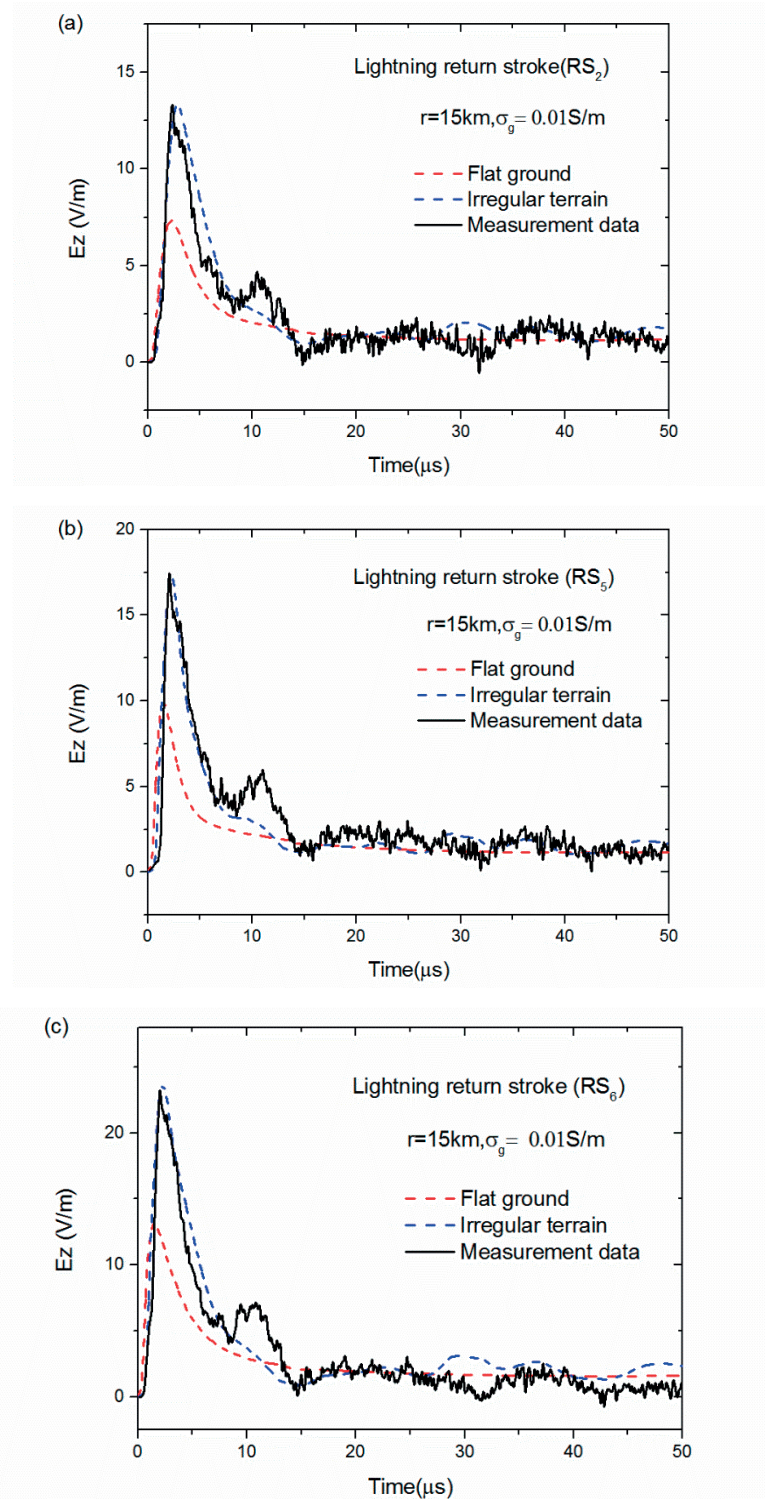 (a)
Lightning return stroke(RS₂)
r=15km,σg= 0.01S/m
Flat ground
Irregular terrain
Measurement data
Ez (V/m)
15
10
5
0
0 10 20 30 40 50
Time(μs)
(b)
Lightning return stroke (RS₅)
r=15km,σg= 0.01S/m
Flat ground
Irregular terrain
Measurement data
Ez (V/m)
20
15
10
5
0
0 10 20 30 40 50
Time(μs)
(c)
Lightning return stroke (RS₆)
r=15km,σg= 0.01S/m
Flat ground
Irregular terrain
Measurement data
Ez (V/m)
20
10
0
0 10 20 30 40 50
Time(μs)